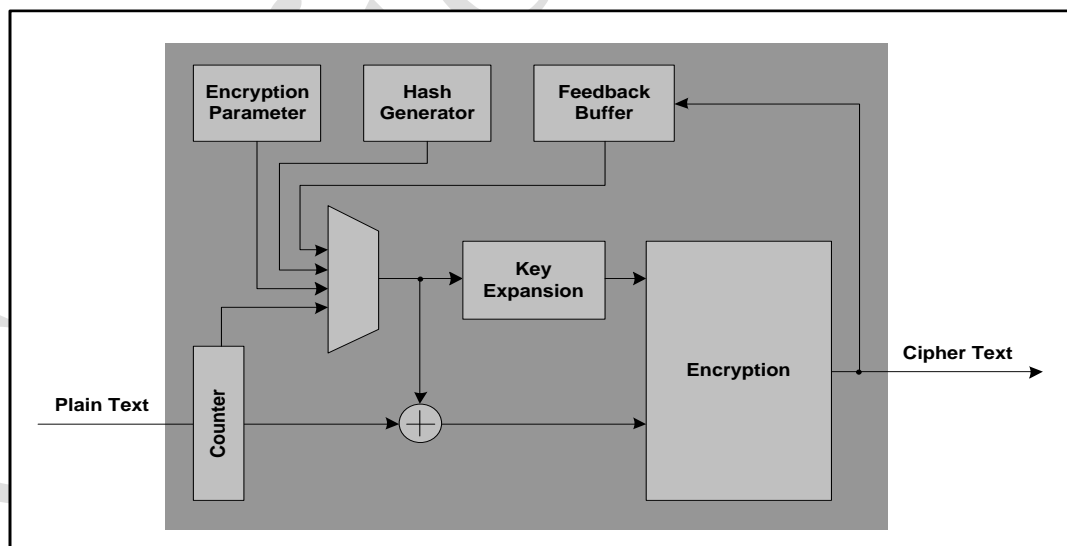 Encryption
Parameter
Hash
Generator
Feedback
Buffer
Key
Expansion
Encryption
Cipher Text
Plain Text
Counter